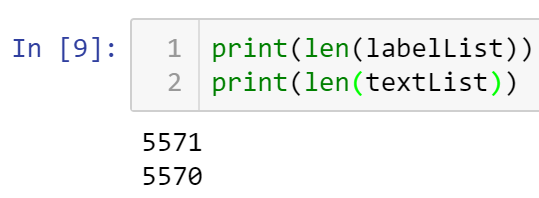 In [9]:
1 print(len(labelList))
2 print(len(textList))
5571
5570